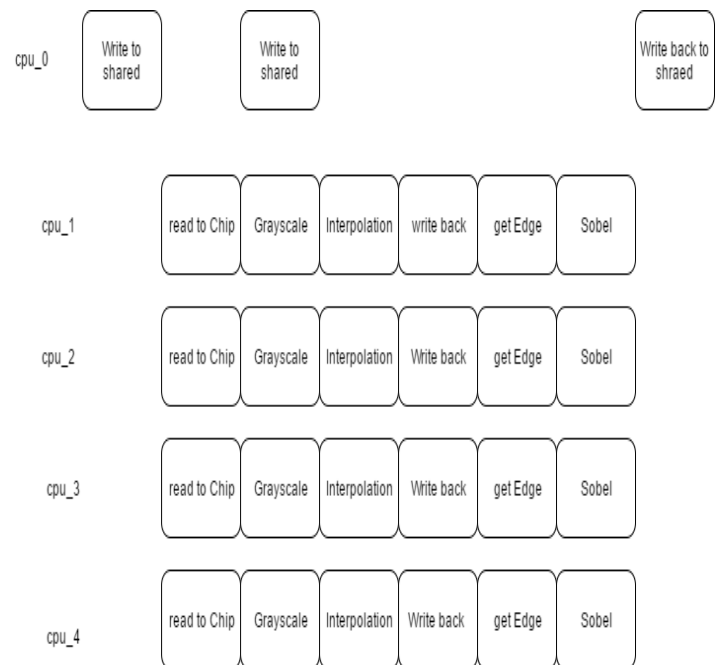 cpu_0
Write to
shared
Write to
shared
Write back to
shraed
cpu_1
read to Chip
Grayscale
Interpolation
write back
get Edge
Sobel
cpu_2
read to Chip
Grayscale
Interpolation
Write back
get Edge
Sobel
cpu_3
read to Chip
Grayscale
Interpolation
Write back
get Edge
Sobel
cpu_4
read to Chip
Grayscale
Interpolation
Write back
get Edge
Sobel